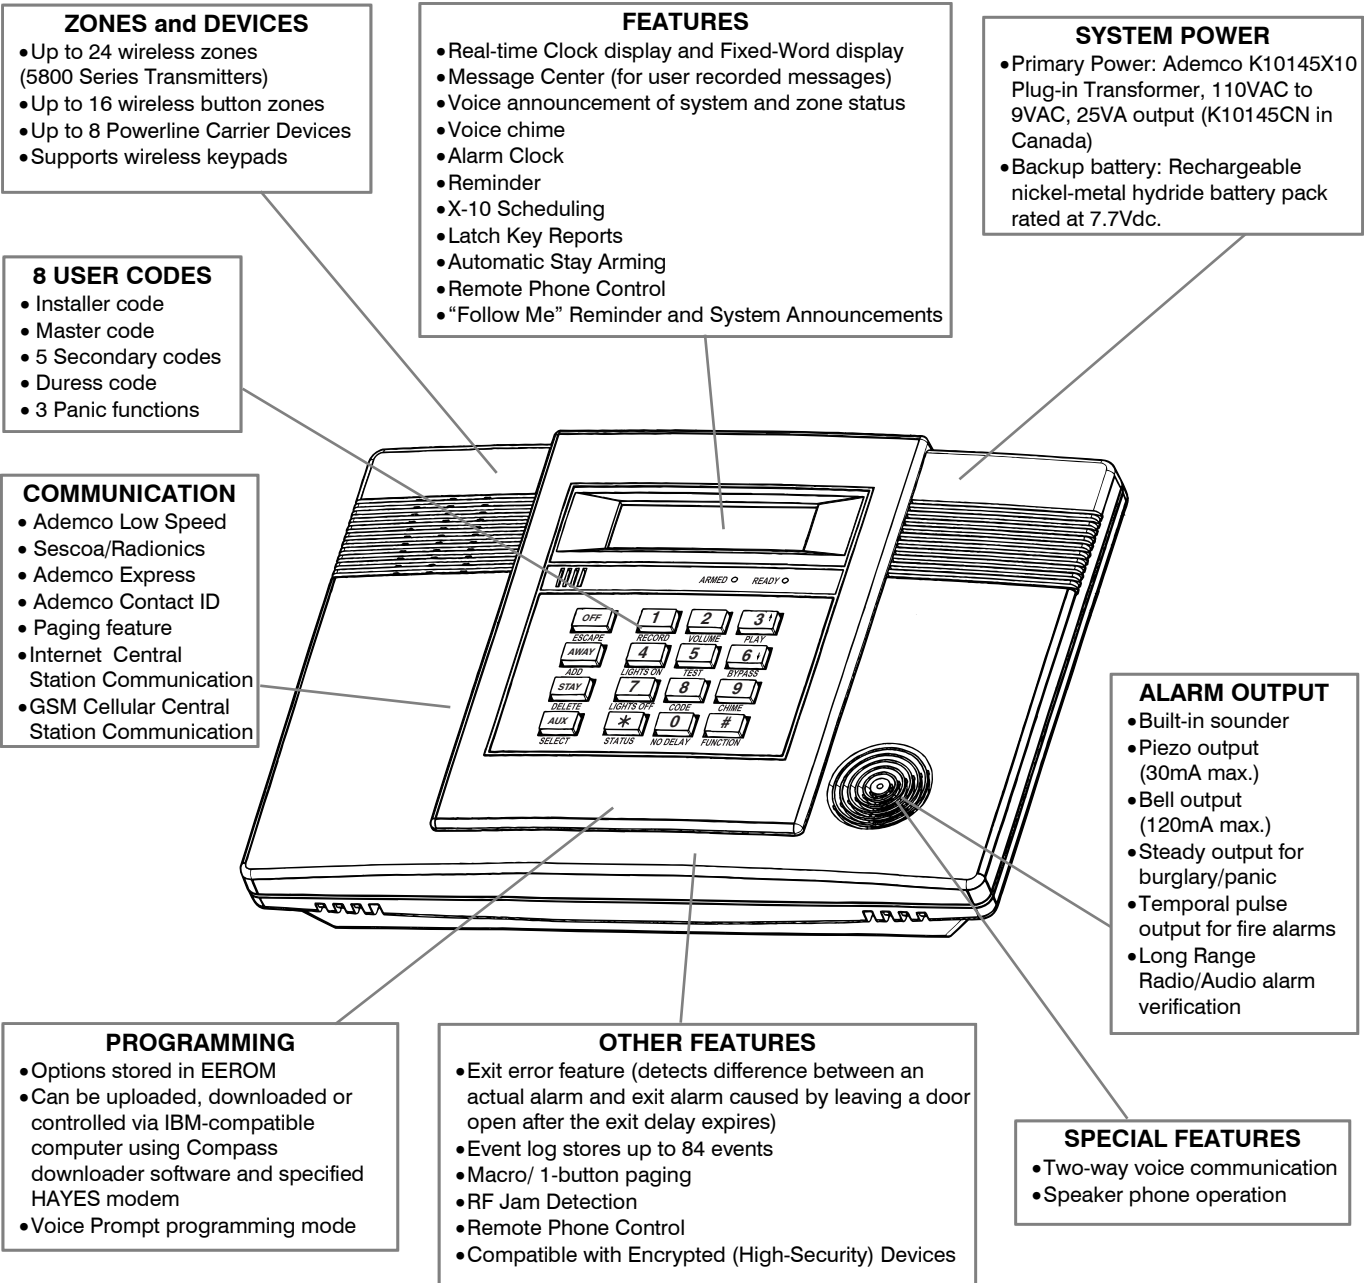 ZONES and DEVICES
•Up to 24 wireless zones
(5800 Series Transmitters)
•Up to 16 wireless button zones
•Up to 8 Powerline Carrier Devices
•Supports wireless keypads
FEATURES
•Real-time Clock display and Fixed-Word display
•Message Center (for user recorded messages)
•Voice announcement of system and zone status
•Voice chime
•Alarm Clock
•Reminder
•X-10 Scheduling
•Latch Key Reports
•Automatic Stay Arming
•Remote Phone Control
•“Follow Me” Reminder and System Announcements
SYSTEM POWER
•Primary Power: Ademco K10145X10
Plug-in Transformer, 110VAC to
9VAC, 25VA output (K10145CN in
Canada)
•Backup battery: Rechargeable
nickel-metal hydride battery pack
rated at 7.7Vdc.
8 USER CODES
• Installer code
• Master code
• 5 Secondary codes
• Duress code
• 3 Panic functions
COMMUNICATION
• Ademco Low Speed
• Sescoa/Radionics
• Ademco Express
• Ademco Contact ID
• Paging feature
•Internet Central
Station Communication
•GSM Cellular Central
Station Communication
ARMED READY
OFF 1 2 3
ESCAPE RECORD VOLUME PLAY
AWAY 4 5 6
ADD LIGHTS ON TEST BYPASS
STAY 7 8 9
DELETE LIGHTS OFF CODE CHIME
AUX * 0 #
SELECT STATUS NO DELAY FUNCTION
ALARM OUTPUT
•Built-in sounder
•Piezo output
(30mA max.)
•Bell output
(120mA max.)
•Steady output for
burglary/panic
•Temporal pulse
output for fire alarms
•Long Range
Radio/Audio alarm
verification
PROGRAMMING
•Options stored in EEROM
•Can be uploaded, downloaded or
controlled via IBM-compatible
computer using Compass
downloader software and specified
HAYES modem
•Voice Prompt programming mode
OTHER FEATURES
•Exit error feature (detects difference between an
actual alarm and exit alarm caused by leaving a door
open after the exit delay expires)
•Event log stores up to 84 events
•Macro/ 1-button paging
•RF Jam Detection
•Remote Phone Control
•Compatible with Encrypted (High-Security) Devices
SPECIAL FEATURES
•Two-way voice communication
•Speaker phone operation